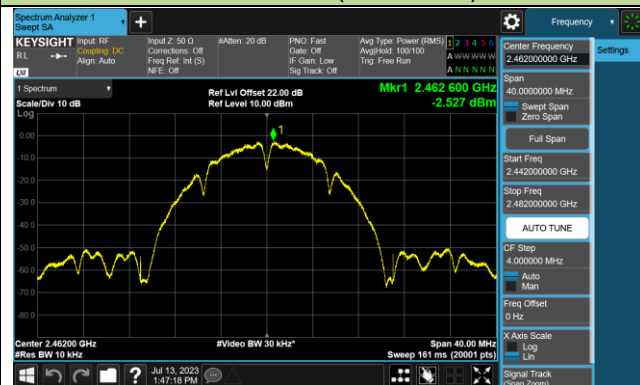 Spectrum Analyzer 1
Swept SA
Frequency
KEYSIGHT
RL
LXI
Input: RF
Coupling: DC
Align: Auto
Input Z: 50 Ω
Corrections: Off
Freq Ref: Int (S)
NFE: Off
#Atten: 20 dB
PNO: Fast
Gate: Off
IF Gain: Low
Sig Track: Off
Avg Type: Power (RMS)
Avg|Hold: 100/100
Trig: Free Run
1 2 3 4 5 6
A W W W W W
A N N N N N
Center Frequency
2.462000000 GHz
Settings
Span
40.0000000 MHz
Swept Span
Zero Span
Full Span
Start Freq
2.442000000 GHz
Stop Freq
2.482000000 GHz
AUTO TUNE
CF Step
4.000000 MHz
Auto
Man
Freq Offset
0 Hz
X Axis Scale
Log
Lin
Signal Track
(Span Zoom)
1 Spectrum
Scale/Div 10 dB
Log
Ref Lvl Offset 22.00 dB
Ref Level 10.00 dBm
Mkr1 2.462 600 GHz
-2.527 dBm
1
0.00
-10.0
-20.0
-30.0
-40.0
-50.0
-60.0
-70.0
-80.0
Center 2.46200 GHz
#Res BW 10 kHz
#Video BW 30 kHz*
Span 40.00 MHz
Sweep 161 ms (20001 pts)
?
Jul 13, 2023
1:47:18 PM